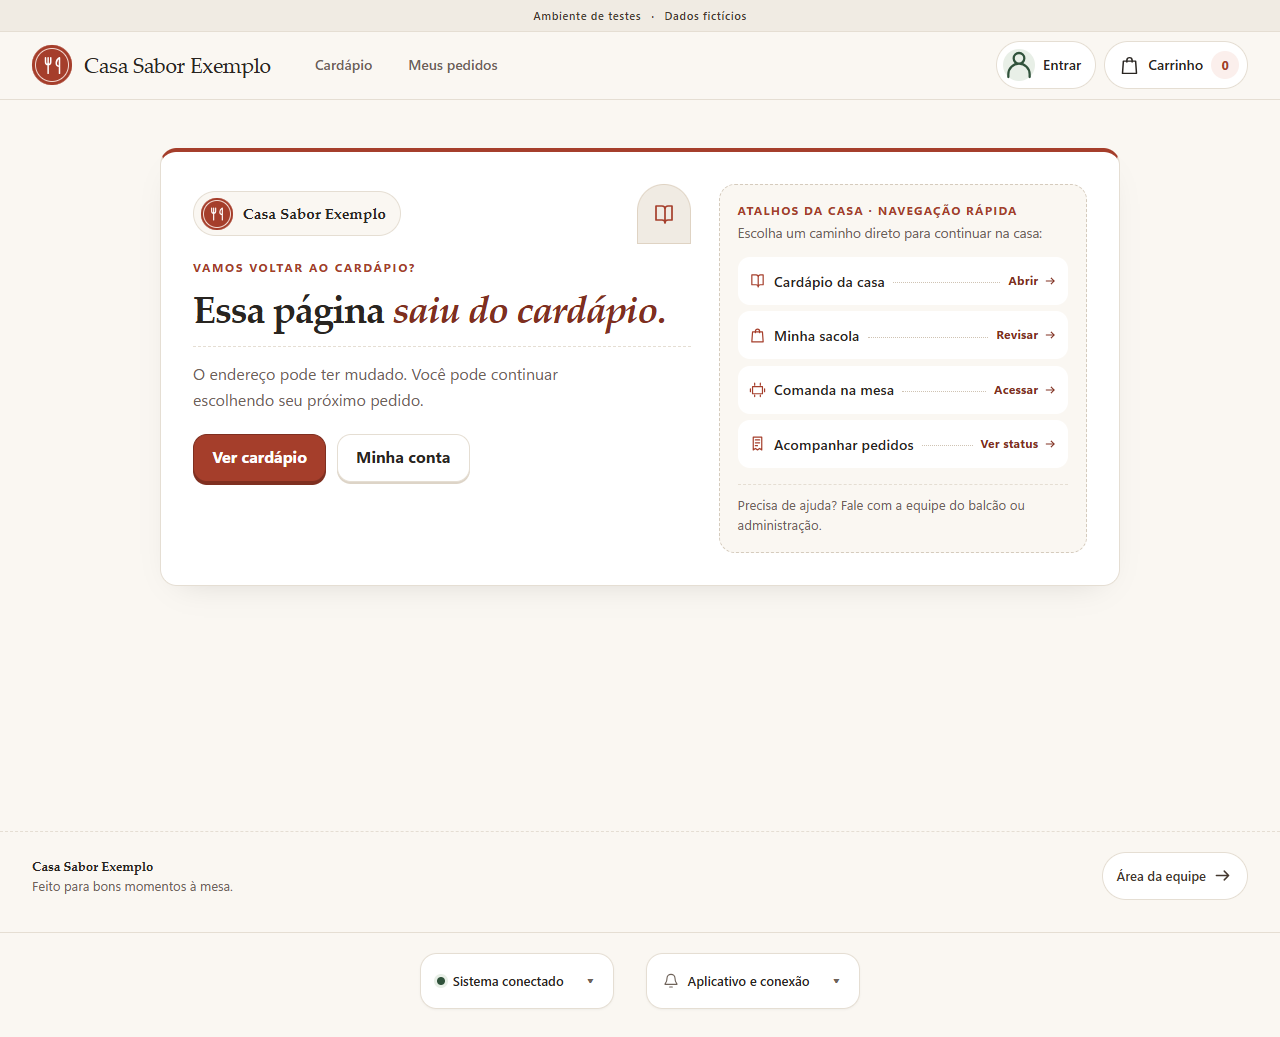 Ambiente de testes · Dados fictícios
Casa Sabor Exemplo
Cardápio
Meus pedidos
Entrar
Carrinho
0
Casa Sabor Exemplo
VAMOS VOLTAR AO CARDÁPIO?
Essa página saiu do cardápio.
O endereço pode ter mudado. Você pode continuar
escolhendo seu próximo pedido.
Ver cardápio
Minha conta
ATALHOS DA CASA · NAVEGAÇÃO RÁPIDA
Escolha um caminho direto para continuar na casa:
Cardápio da casa Abrir →
Minha sacola Revisar →
Comanda na mesa Acessar →
Acompanhar pedidos Ver status →
Precisa de ajuda? Fale com a equipe do balcão ou
administração.
Casa Sabor Exemplo
Feito para bons momentos à mesa.
Área da equipe →
Sistema conectado
Aplicativo e conexão